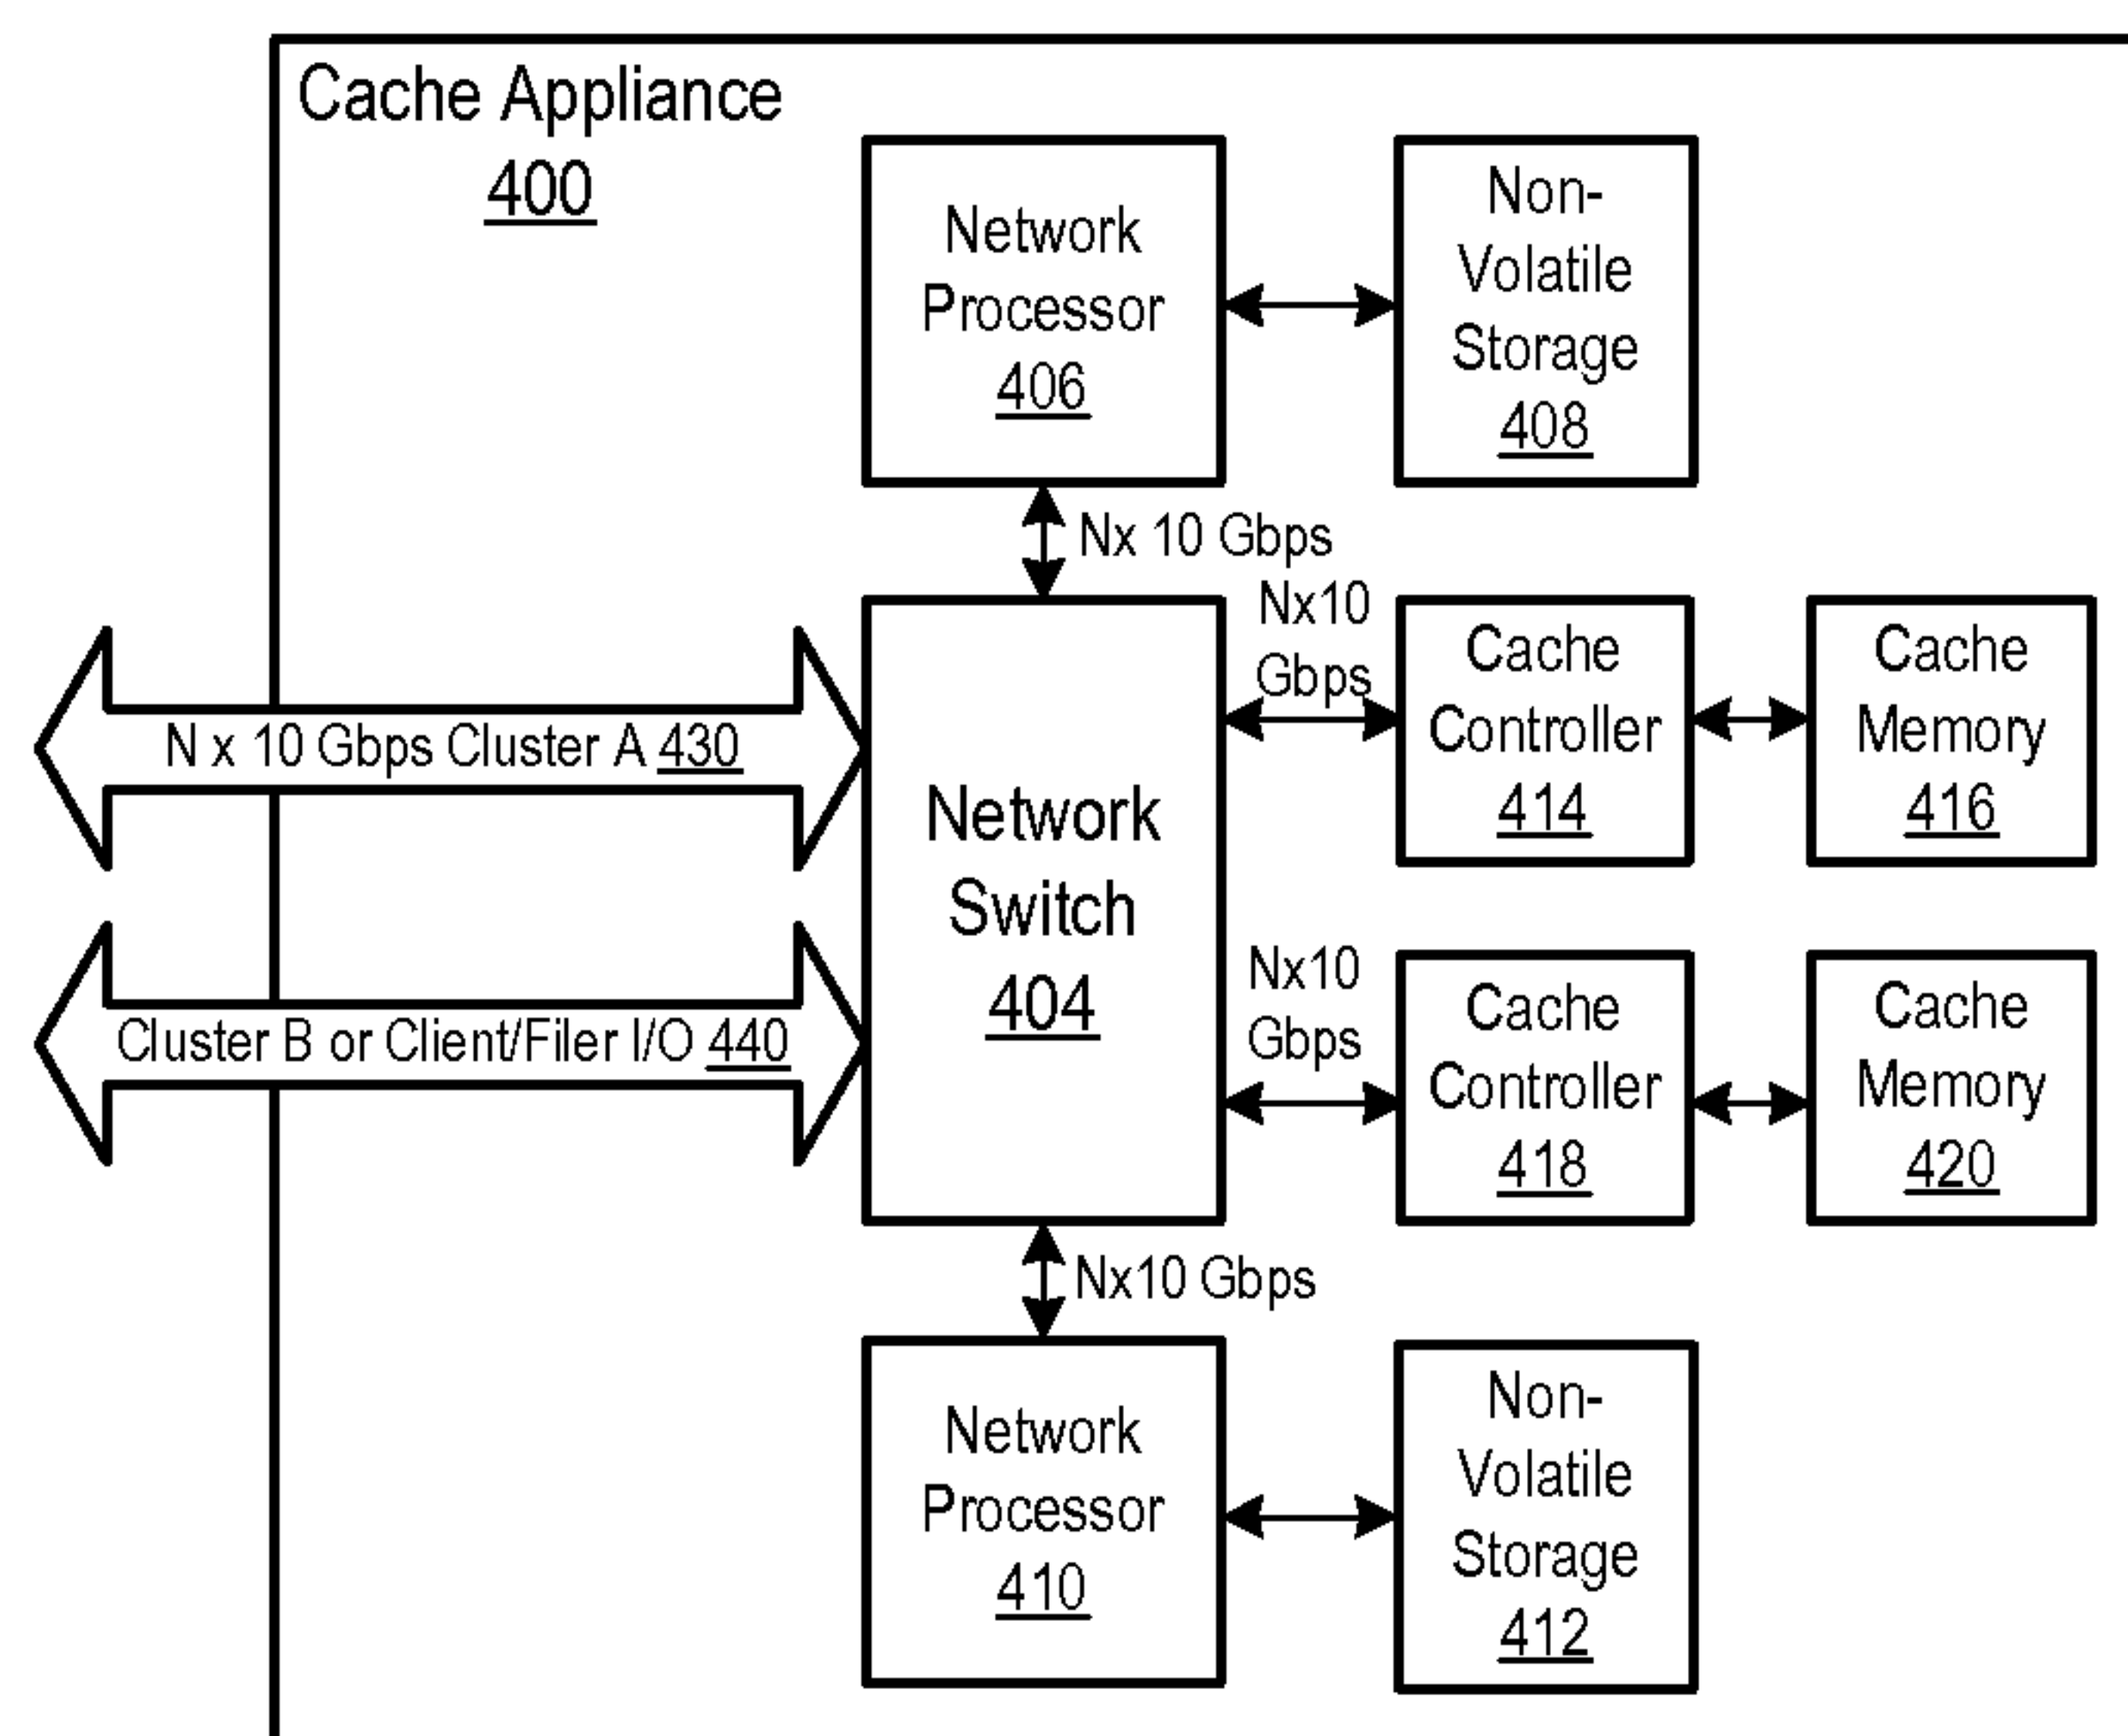 Cache Appliance
400
Network
Processor
406
Non-
Volatile
Storage
408
Nx 10 Gbps
N x 10 Gbps Cluster A 430
Cluster B or Client/Filer I/O 440
Network
Switch
404
Nx10
Gbps
Cache
Controller
414
Cache
Memory
416
Nx10
Gbps
Cache
Controller
418
Cache
Memory
420
Nx10 Gbps
Network
Processor
410
Non-
Volatile
Storage
412